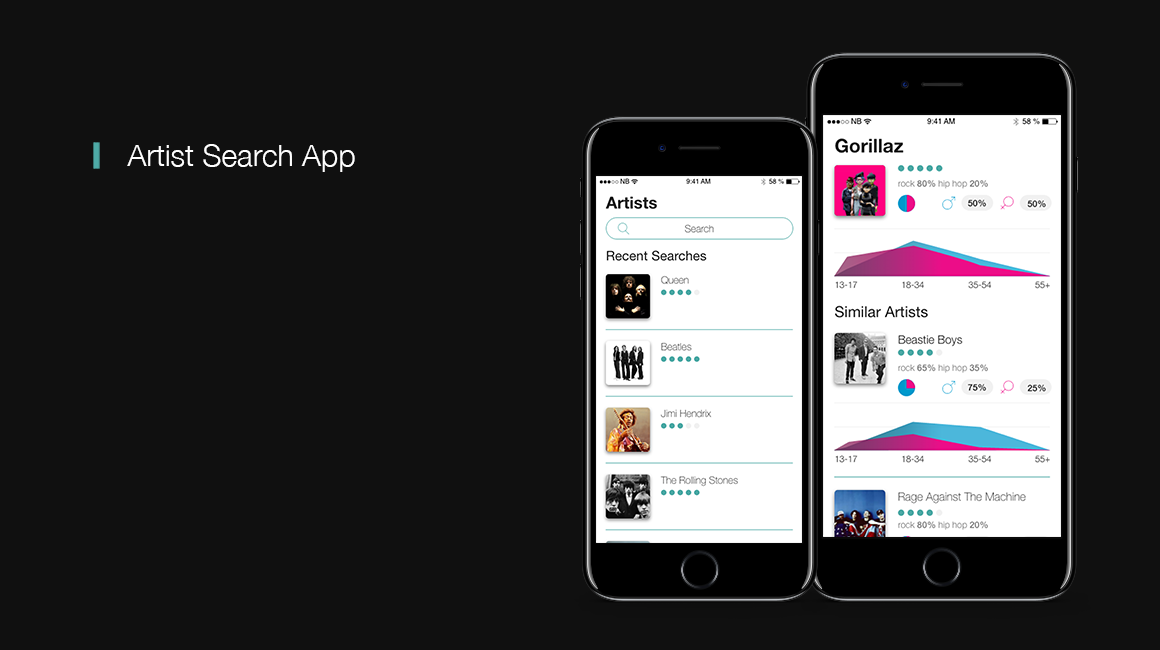 Artist Search App
NB 9:41 AM 58 %
Artists
Search
Recent Searches
Queen
Beatles
Jimi Hendrix
The Rolling Stones
NB 9:41 AM 58 %
Gorillaz
rock 80% hip hop 20%
50% 50%
13-17 18-34 35-54 55+
Similar Artists
Beastie Boys
rock 65% hip hop 35%
75% 25%
13-17 18-34 35-54 55+
Rage Against The Machine
rock 80% hip hop 20%